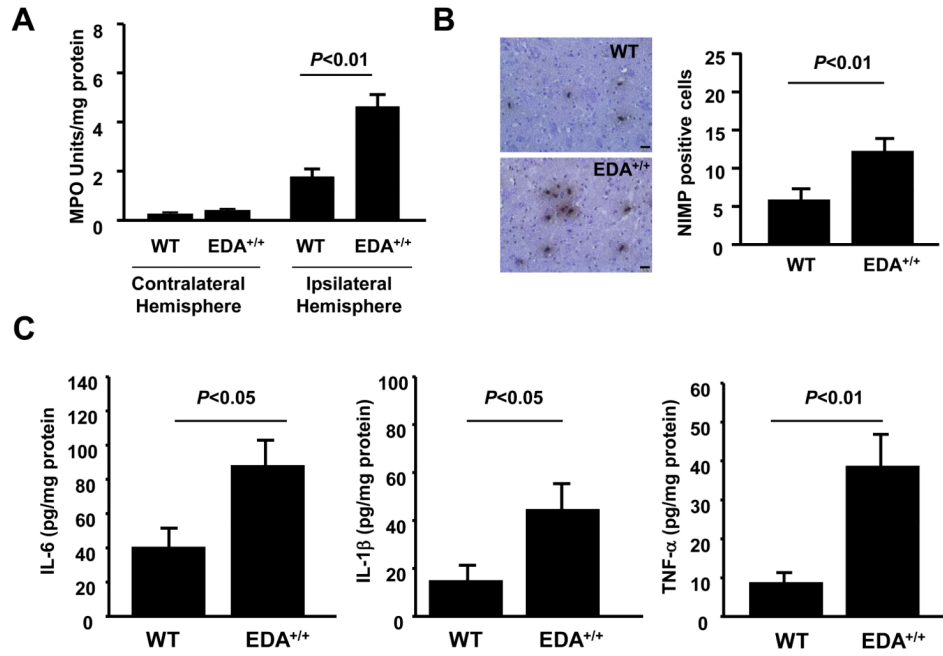 A
MPO Units/mg protein
8
6
4
2
0
P<0.01
WT
EDA+/+
WT
EDA+/+
Contralateral
Hemisphere
Ipsilateral
Hemisphere
B
WT
EDA+/+
NIMP positive cells
25
20
15
10
5
0
P<0.01
WT
EDA+/+
C
IL-6 (pg/mg protein
140
120
100
80
60
40
20
0
P<0.05
WT
EDA+/+
IL-1β (pg/mg protein)
100
80
60
40
20
0
P<0.05
WT
EDA+/+
TNF-α (pg/mg protein)
60
50
40
30
20
10
0
P<0.01
WT
EDA+/+